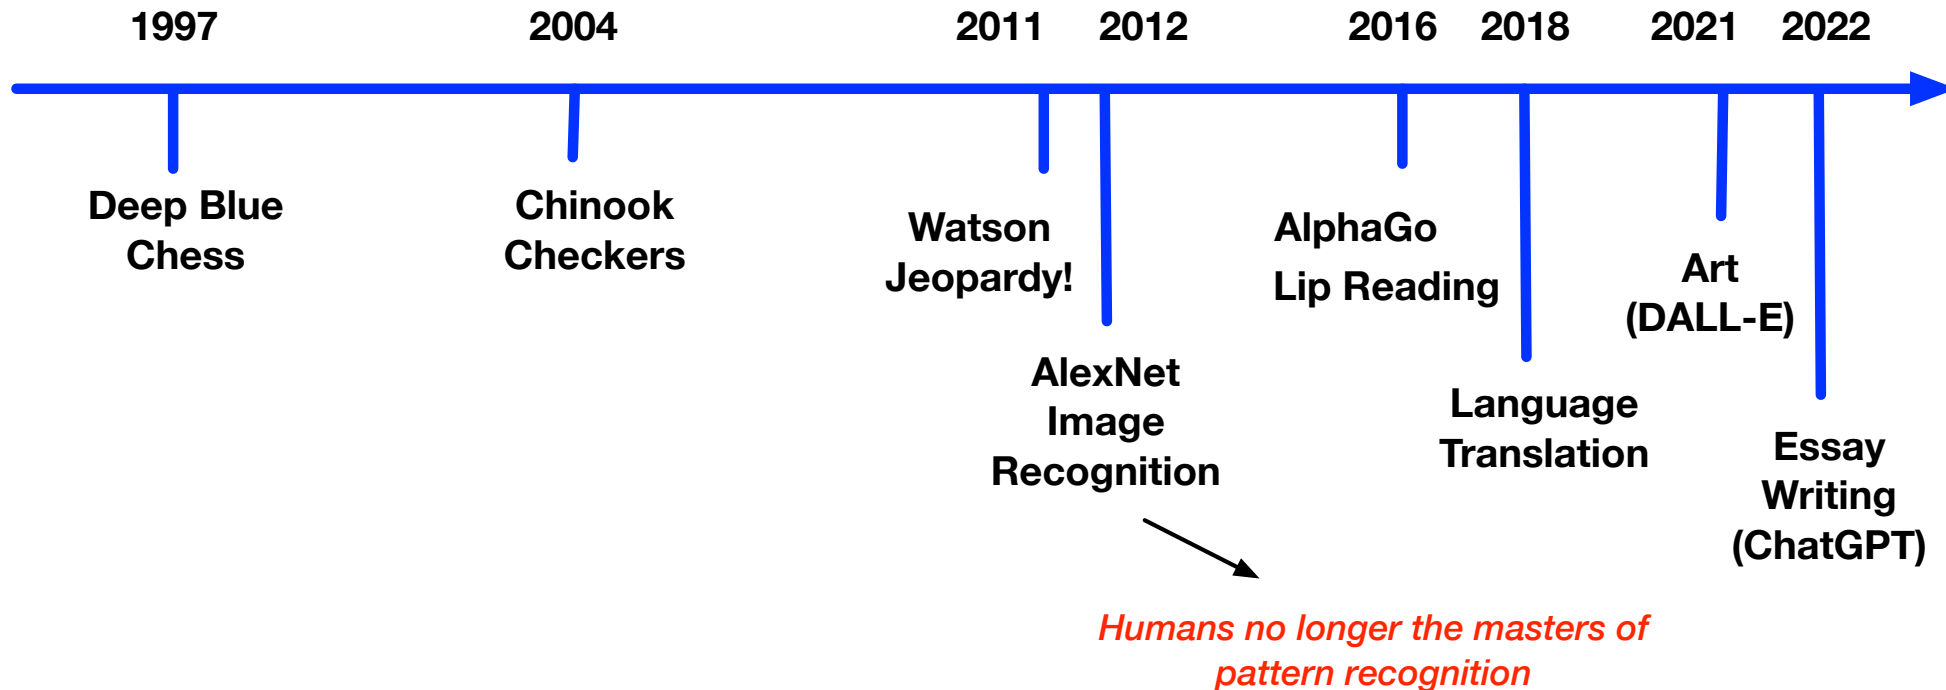 1997 2004 2011 2012 2016 2018 2021 2022
Deep Blue
Chess
Chinook
Checkers
Watson
Jeopardy!
AlexNet
Image
Recognition
AlphaGo
Lip Reading
Language
Translation
Art
(DALL-E)
Essay
Writing
(ChatGPT)
Humans no longer the masters of
pattern recognition